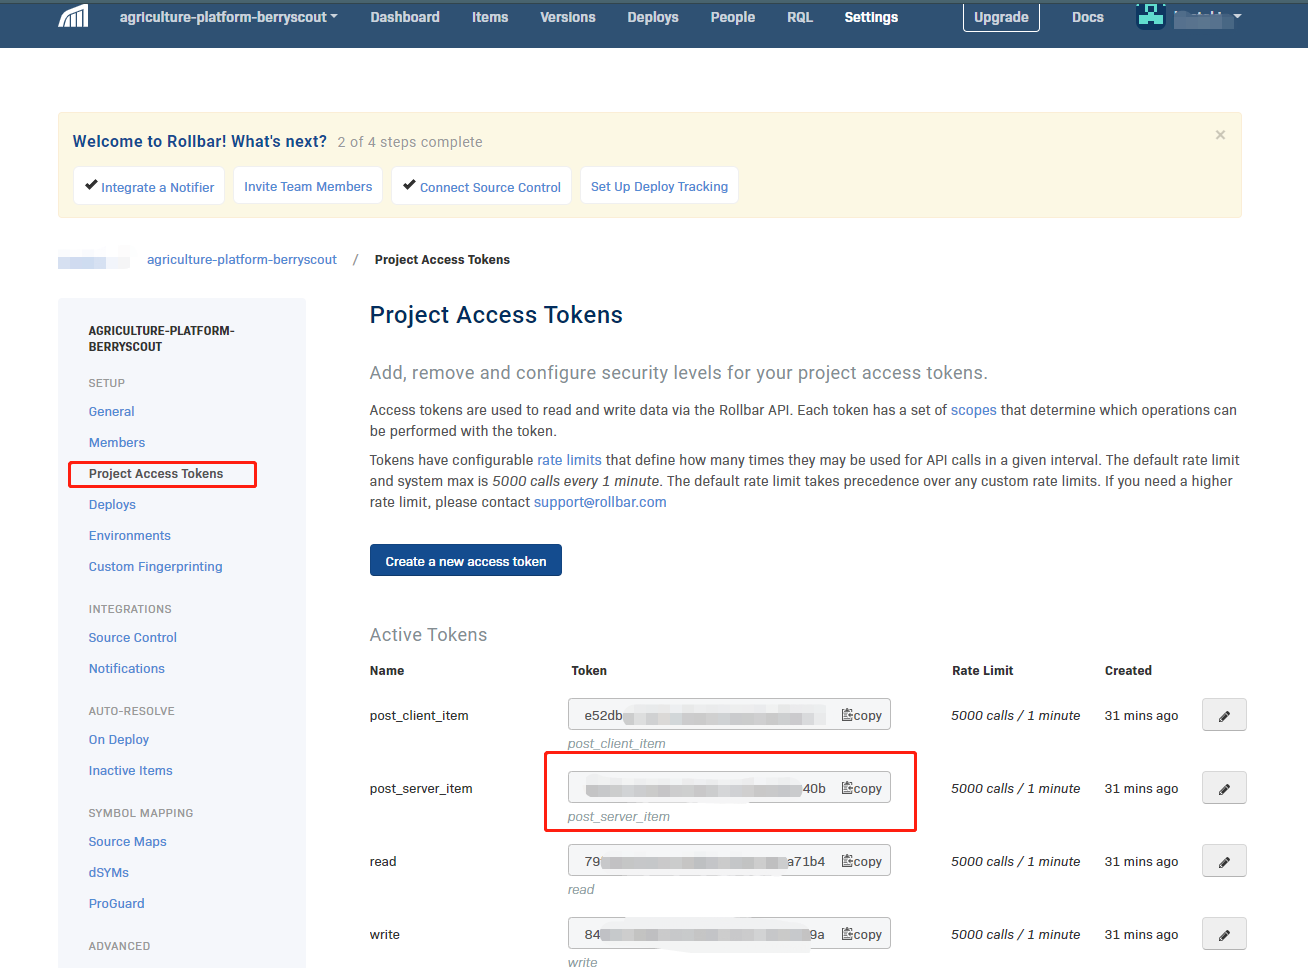 agriculture-platform-berryscout Dashboard Items Versions Deploys People RQL Settings Upgrade Docs
Welcome to Rollbar! What's next? 2 of 4 steps complete ×
✔ Integrate a Notifier Invite Team Members ✔ Connect Source Control Set Up Deploy Tracking
agriculture-platform-berryscout / Project Access Tokens
AGRICULTURE-PLATFORM-
BERRYSCOUT
SETUP
General
Members
Project Access Tokens
Deploys
Environments
Custom Fingerprinting
INTEGRATIONS
Source Control
Notifications
AUTO-RESOLVE
On Deploy
Inactive Items
SYMBOL MAPPING
Source Maps
dSYMs
ProGuard
ADVANCED
Project Access Tokens
Add, remove and configure security levels for your project access tokens.
Access tokens are used to read and write data via the Rollbar API. Each token has a set of scopes that determine which operations can
be performed with the token.
Tokens have configurable rate limits that define how many times they may be used for API calls in a given interval. The default rate limit
and system max is 5000 calls every 1 minute. The default rate limit takes precedence over any custom rate limits. If you need a higher
rate limit, please contact support@rollbar.com
Create a new access token
Active Tokens
Name Token Rate Limit Created
post_client_item e52db copy 5000 calls / 1 minute 31 mins ago
post_client_item
post_server_item 40b copy 5000 calls / 1 minute 31 mins ago
post_server_item
read 79 a71b4 copy 5000 calls / 1 minute 31 mins ago
read
write 84 9a copy 5000 calls / 1 minute 31 mins ago
write